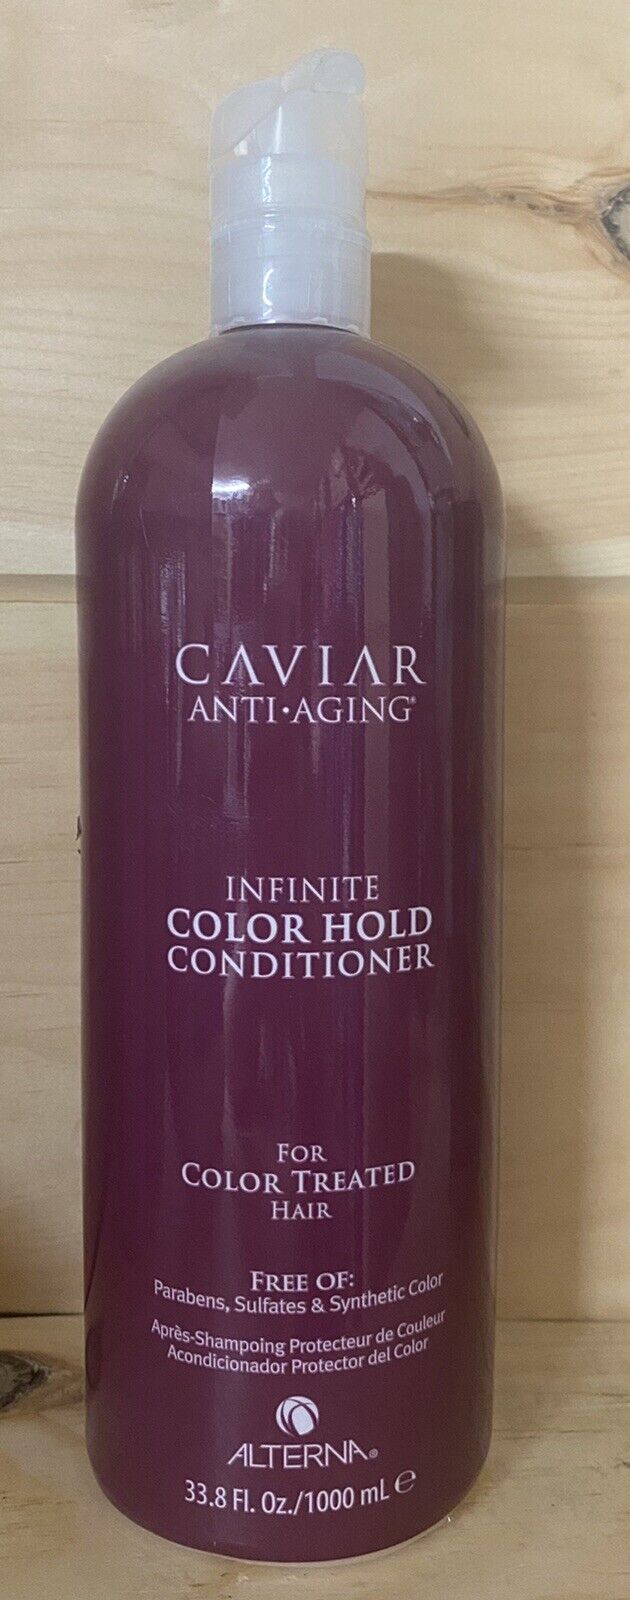 CAVIAR
ANTI•AGING®
INFINITE
COLOR HOLD
CONDITIONER
FOR
COLOR TREATED
HAIR
FREE OF:
Parabens, Sulfates & Synthetic Color
Après-Shampoing Protecteur de Couleur
Acondicionador Protector del Color
ALTERNA®
33.8 Fl. Oz./1000 mL ℮